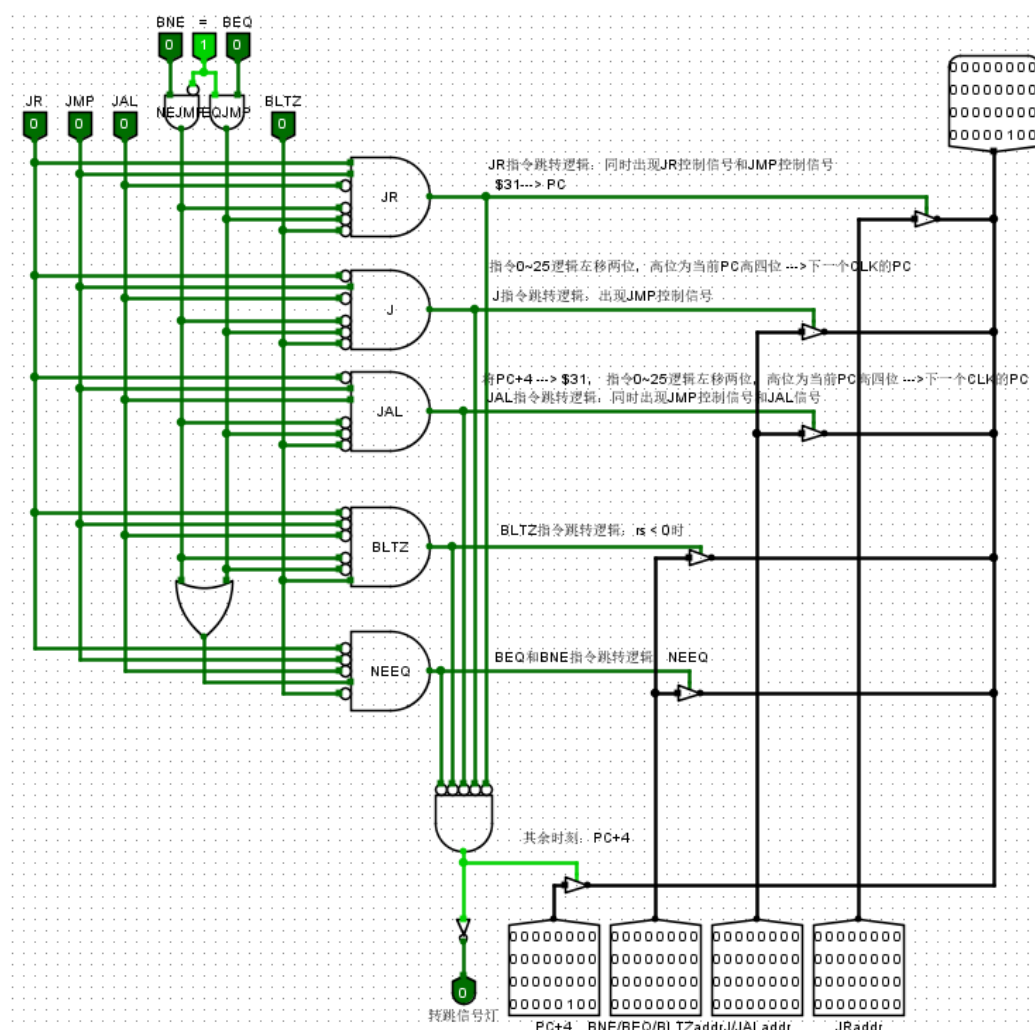 BNE = BEQ
0 1 0
JR JMP JAL BLTZ
0 0 0 0
NEJMP EQJMP
00000000
00000000
00000000
00000100
JR指令跳转逻辑：同时出现JR控制信号和JMP控制信号
$31---> PC
JR
指令0~25逻辑左移两位，高位为当前PC高四位 --->下一个CLK的PC
J指令跳转逻辑：出现JMP控制信号
J
将PC+4 ---> $31， 指令0~25逻辑左移两位，高位为当前PC高四位 --->下一个CLK的PC
JAL指令跳转逻辑：同时出现JMP控制信号和JAL信号
JAL
BLTZ指令跳转逻辑：rs < 0时
BLTZ
BEQ和BNE指令跳转逻辑 NEEQ
NEEQ
其余时刻：PC+4
00000000 00000000 00000000 00000000
00000000 00000000 00000000 00000000
00000000 00000000 00000000 00000000
00000100 00000000 00000000 00000000
0
转跳信号灯
PC+4 BNE/BEQ/BLTZaddr J/JALaddr JRaddr